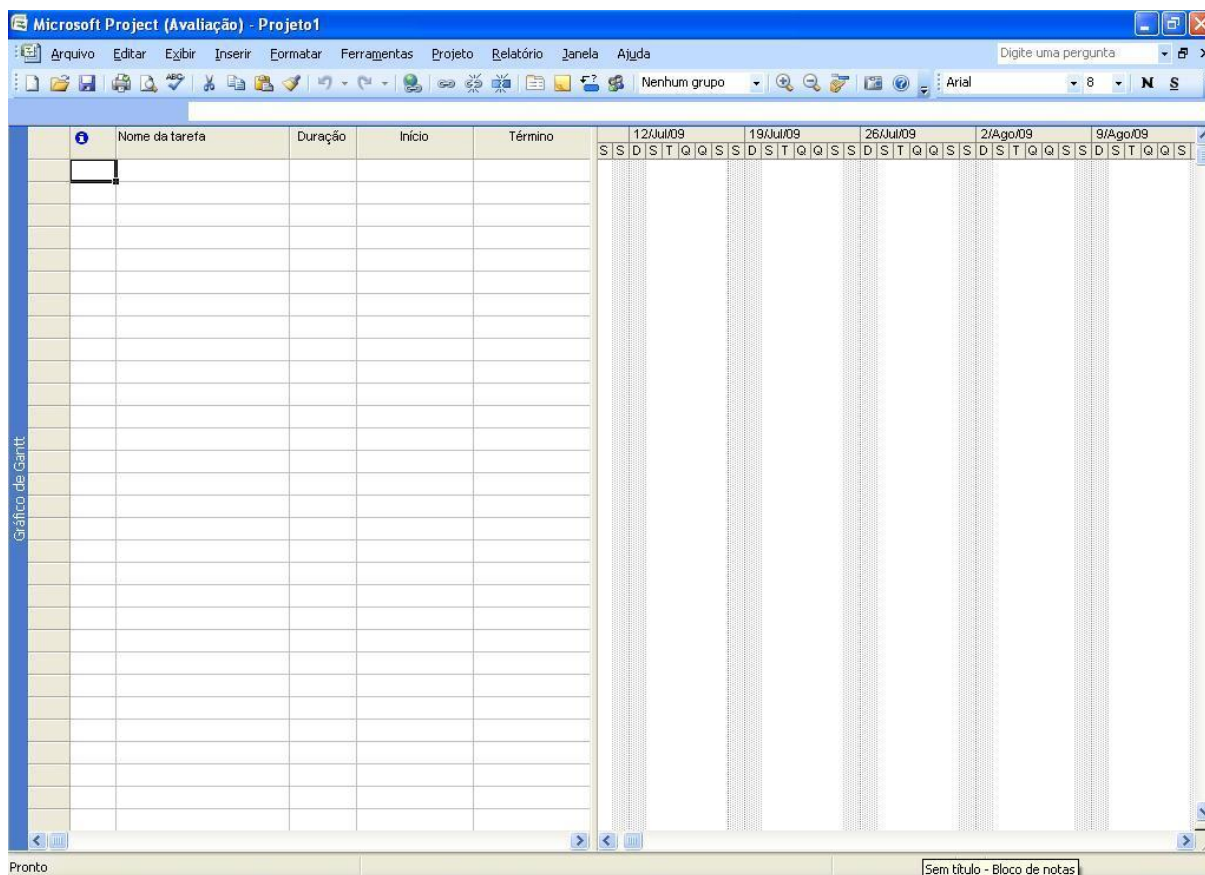 Microsoft Project (Avaliação) - Projeto1
Arquivo Editar Exibir Inserir Formatar Ferramentas Projeto Relatório Janela Ajuda Digite uma pergunta
ABC Nenhum grupo Arial 8 N S
Nome da tarefa Duração Início Término 12/Jul/09 19/Jul/09 26/Jul/09 2/Ago/09 9/Ago/09
S S D S T Q Q S S D S T Q Q S S D S T Q Q S S D S T Q Q S S D S T Q Q S
Gráfico de Gantt
Pronto
Sem título - Bloco de notas